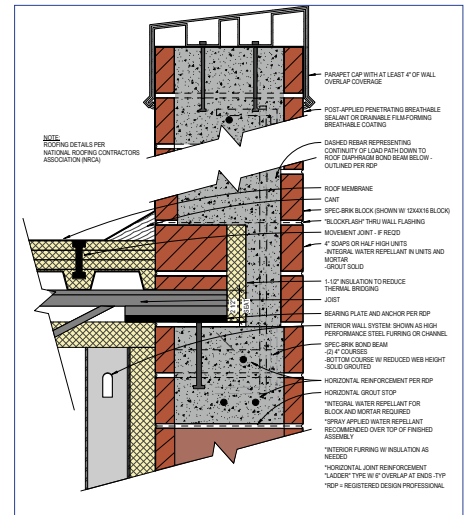 PARAPET CAP WITH AT LEAST 4" OF WALL
OVERLAP COVERAGE
POST-APPLIED PENETRATING BREATHABLE
SEALANT OR DRAINABLE FILM-FORMING
BREATHABLE COATING
NOTE:
ROOFING DETAILS PER
NATIONAL ROOFING CONTRACTORS
ASSOCIATION (NRCA)
DASHED REBAR REPRESENTING
CONTINUITY OF LOAD PATH DOWN TO
ROOF DIAPHRAGM BOND BEAM BELOW -
OUTLINE PER RDP
ROOF MEMBRANE
CANT
SPEC-BRIK BLOCK (SHOWN W/ 12X4X16 BLOCK)
"BLOCKFLASH" THRU WALL FLASHING
MOVEMENT JOINT - IF REQ'D
4" SOAPS OR HALF HIGH UNITS
-INTEGRAL WATER REPELLANT IN UNITS AND
MORTAR
-GROUT SOLID
1-1/2" INSULATION TO REDUCE
THERMAL BRIDGING
JOIST
BEARING PLATE AND ANCHOR PER RDP
INTERIOR WALL SYSTEM: SHOWN AS HIGH
PERFORMANCE STEEL FURRING OR CHANNEL
SPEC-BRIK BOND BEAM
-(2) 4" COURSES
-BOTTOM COURSE W/ REDUCED WEB HEIGHT
-SOLID GROUTED
HORIZONTAL REINFORCEMENT PER RDP
HORIZONTAL GROUT STOP
*INTEGRAL WATER REPELLANT FOR
BLOCK AND MORTAR REQUIRED
*SPRAY APPLIED WATER REPELLANT
RECOMMENDED OVER TOP OF FINISHED
ASSEMBLY
*INTERIOR FURRING W/ INSULATION AS
NEEDED
*HORIZONTAL JOINT REINFORCEMENT
"LADDER" TYPE W/ 6" OVERLAP AT ENDS -TYP
*RDP = REGISTERED DESIGN PROFESSIONAL